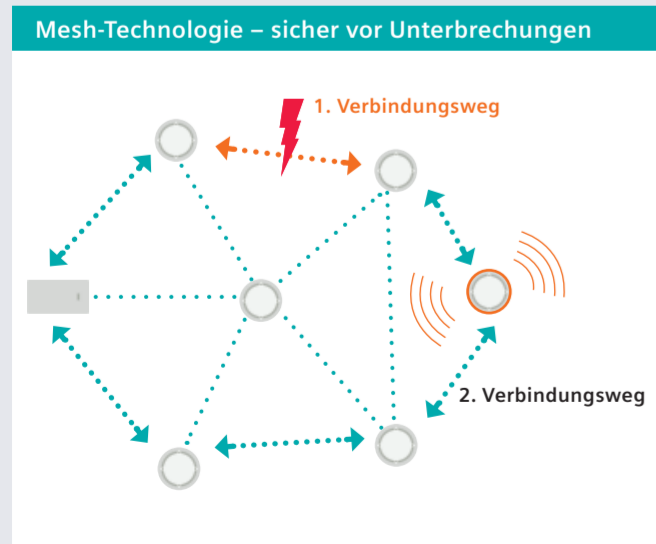 Mesh-Technologie – sicher vor Unterbrechungen
1. Verbindungsweg
2. Verbindungsweg